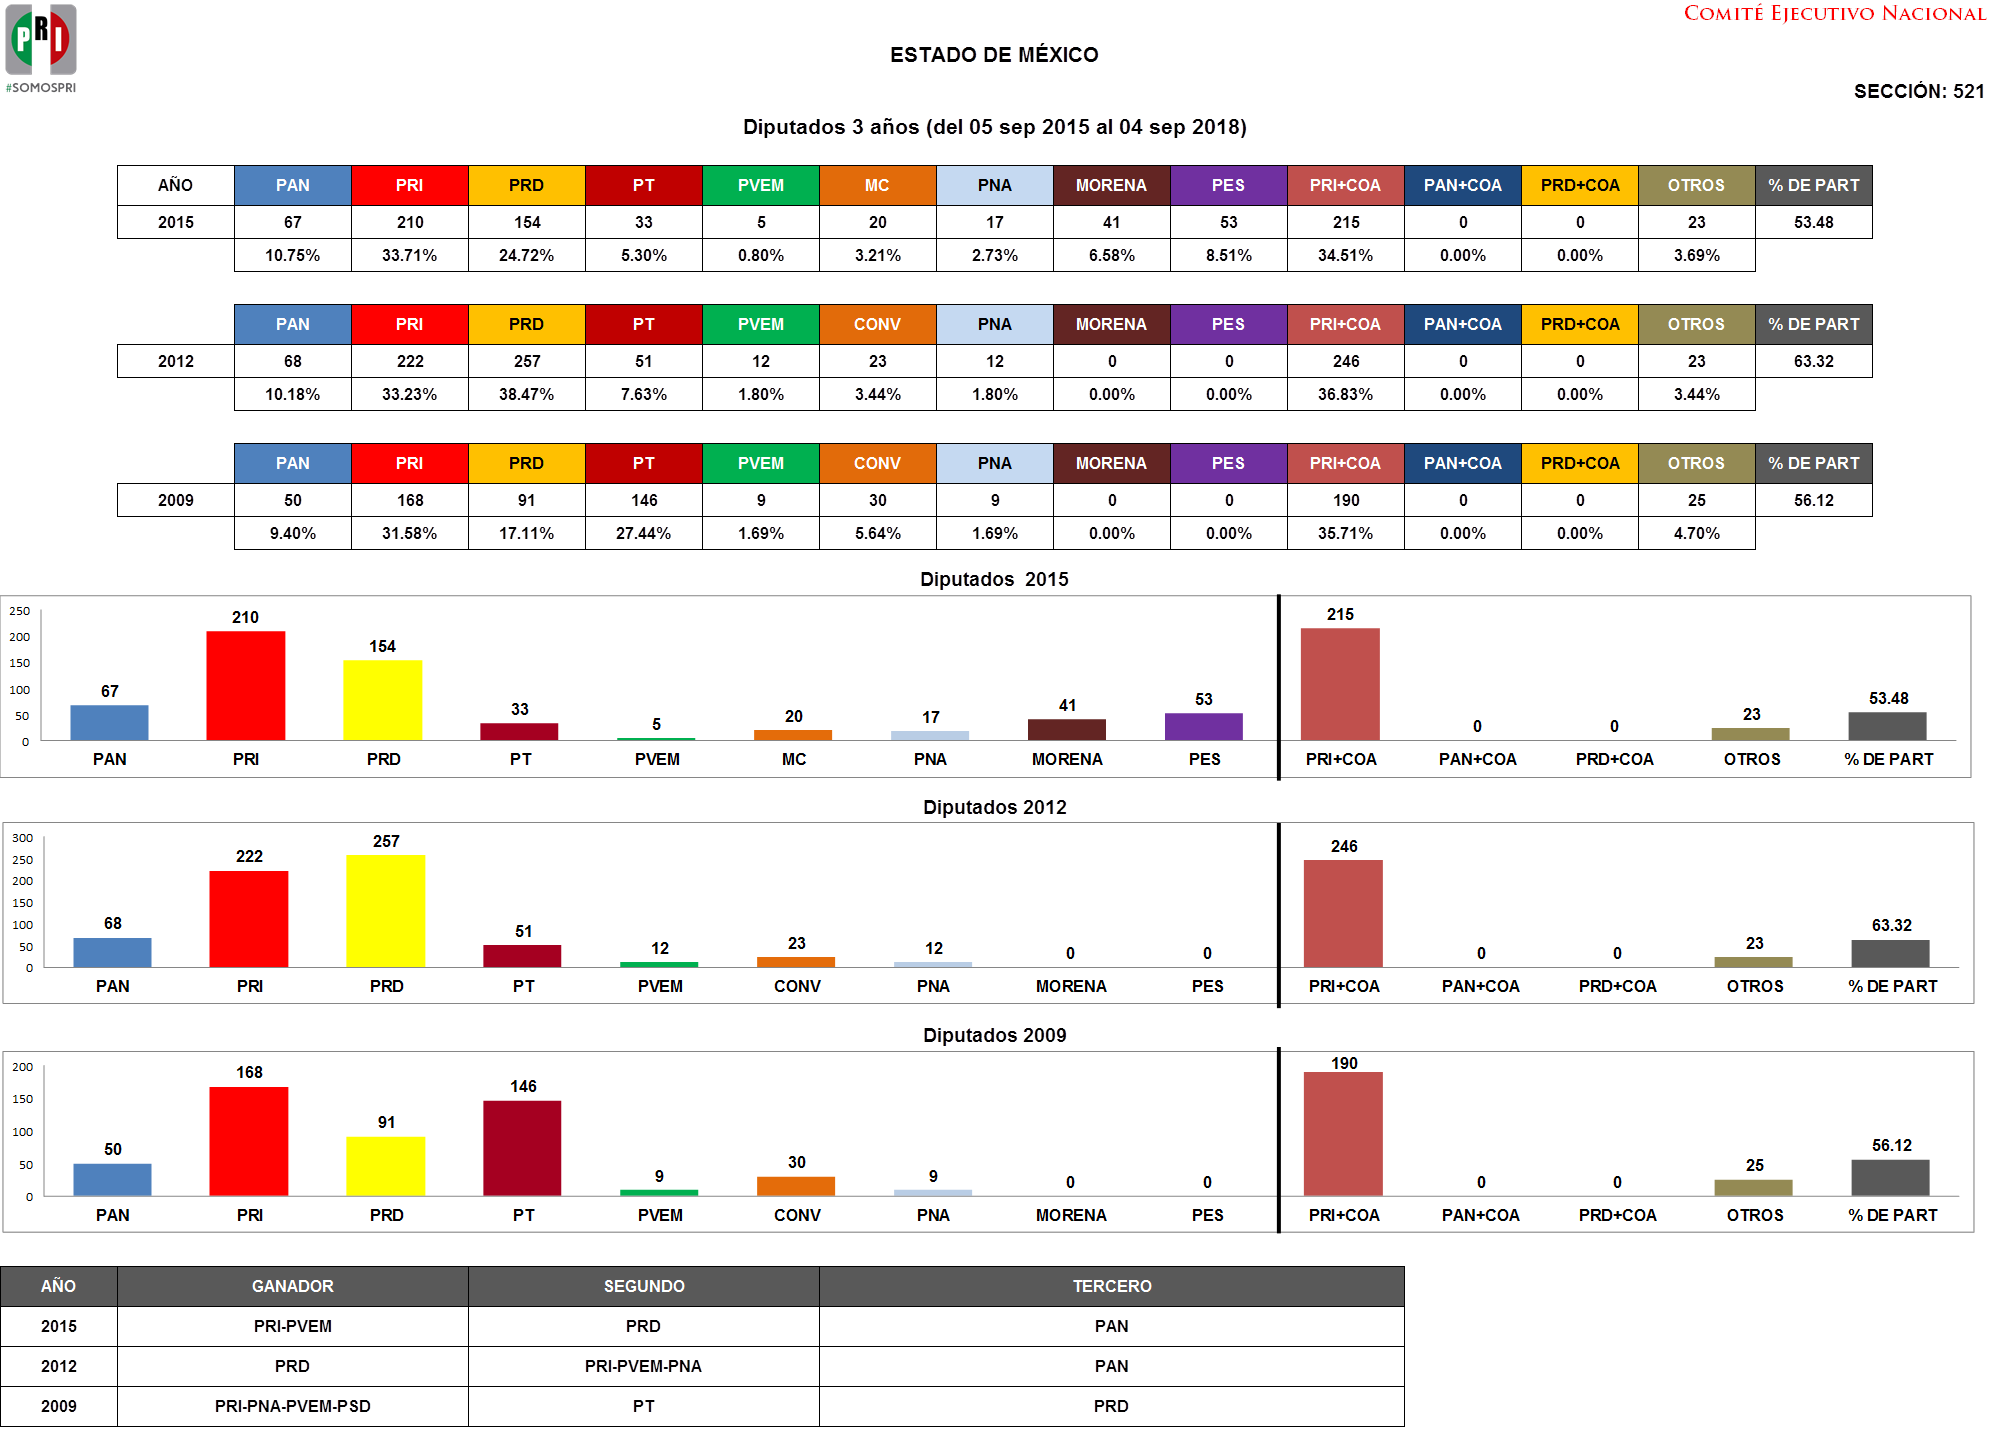 PRI
#SOMOSPRI
COMITÉ EJECUTIVO NACIONAL
ESTADO DE MÉXICO
SECCIÓN: 521
Diputados 3 años (del 05 sep 2015 al 04 sep 2018)
AÑO PAN PRI PRD PT PVEM MC PNA MORENA PES PRI+COA PAN+COA PRD+COA OTROS % DE PART
2015 67 210 154 33 5 20 17 41 53 215 0 0 23 53.48
10.75% 33.71% 24.72% 5.30% 0.80% 3.21% 2.73% 6.58% 8.51% 34.51% 0.00% 0.00% 3.69%
PAN PRI PRD PT PVEM CONV PNA MORENA PES PRI+COA PAN+COA PRD+COA OTROS % DE PART
2012 68 222 257 51 12 23 12 0 0 246 0 0 23 63.32
10.18% 33.23% 38.47% 7.63% 1.80% 3.44% 1.80% 0.00% 0.00% 36.83% 0.00% 0.00% 3.44%
PAN PRI PRD PT PVEM CONV PNA MORENA PES PRI+COA PAN+COA PRD+COA OTROS % DE PART
2009 50 168 91 146 9 30 9 0 0 190 0 0 25 56.12
9.40% 31.58% 17.11% 27.44% 1.69% 5.64% 1.69% 0.00% 0.00% 35.71% 0.00% 0.00% 4.70%
Diputados 2015
250
200
150
100
50
0
67 210 154 33 5 20 17 41 53 215 0 0 23 53.48
PAN PRI PRD PT PVEM MC PNA MORENA PES PRI+COA PAN+COA PRD+COA OTROS % DE PART
Diputados 2012
300
250
200
150
100
50
0
68 222 257 51 12 23 12 0 0 246 0 0 23 63.32
PAN PRI PRD PT PVEM CONV PNA MORENA PES PRI+COA PAN+COA PRD+COA OTROS % DE PART
Diputados 2009
200
150
100
50
0
50 168 91 146 9 30 9 0 0 190 0 0 25 56.12
PAN PRI PRD PT PVEM CONV PNA MORENA PES PRI+COA PAN+COA PRD+COA OTROS % DE PART
AÑO GANADOR SEGUNDO TERCERO
2015 PRI-PVEM PRD PAN
2012 PRD PRI-PVEM-PNA PAN
2009 PRI-PNA-PVEM-PSD PT PRD